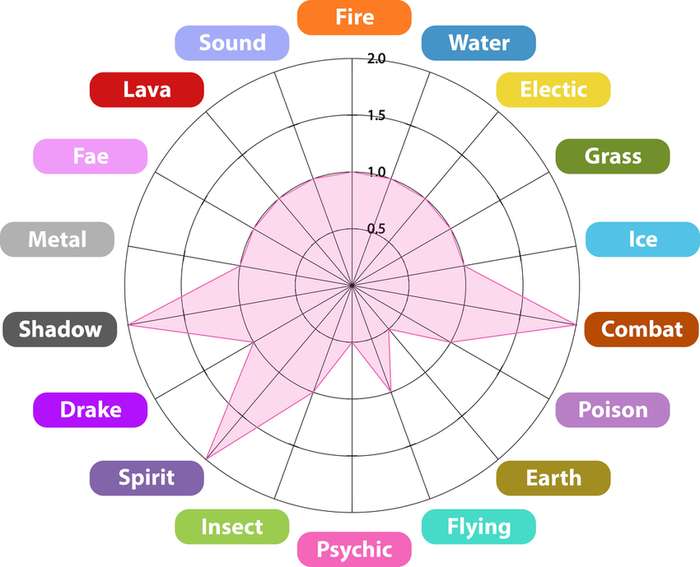 Fire
Sound
Water
2.0
Lava
Electic
1.5
Fae
Grass
1.0
Metal
Ice
0.5
Shadow
Combat
Drake
Poison
Spirit
Earth
Insect
Flying
Psychic